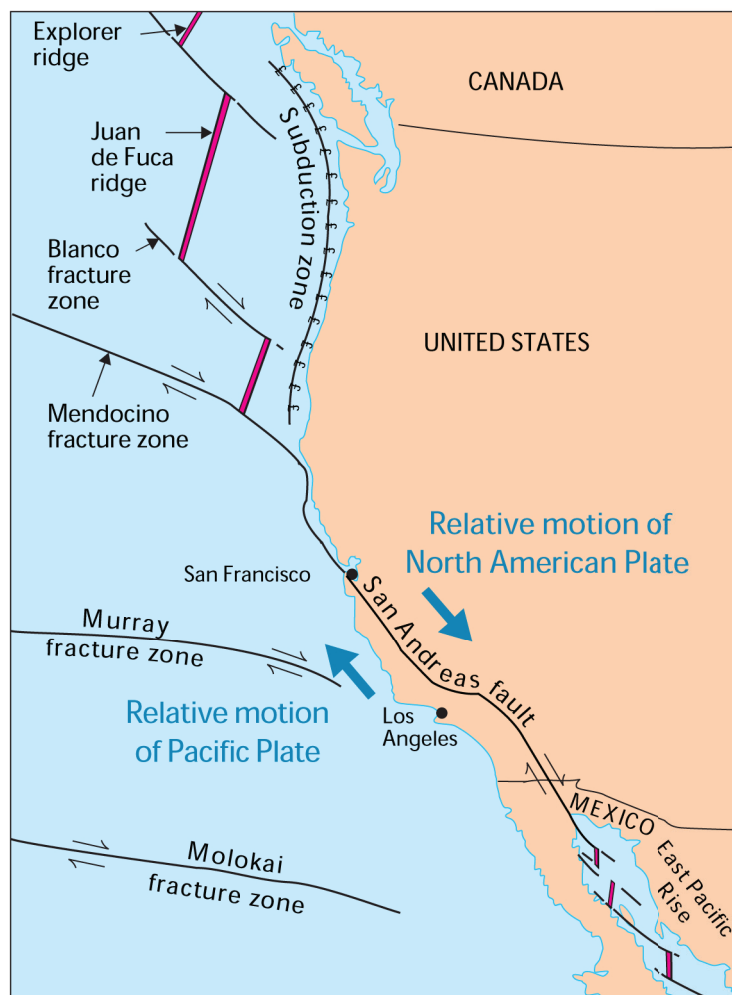 Explorer
ridge
CANADA
Juan
de Fuca
ridge
Subduction zone
Blanco
fracture
zone
UNITED STATES
Mendocino
fracture zone
Relative motion of
North American Plate
San Francisco
San Andreas fault
Murray
fracture zone
Relative motion
of Pacific Plate
Los
Angeles
MEXICO
East Pacific
Rise
Molokai
fracture zone